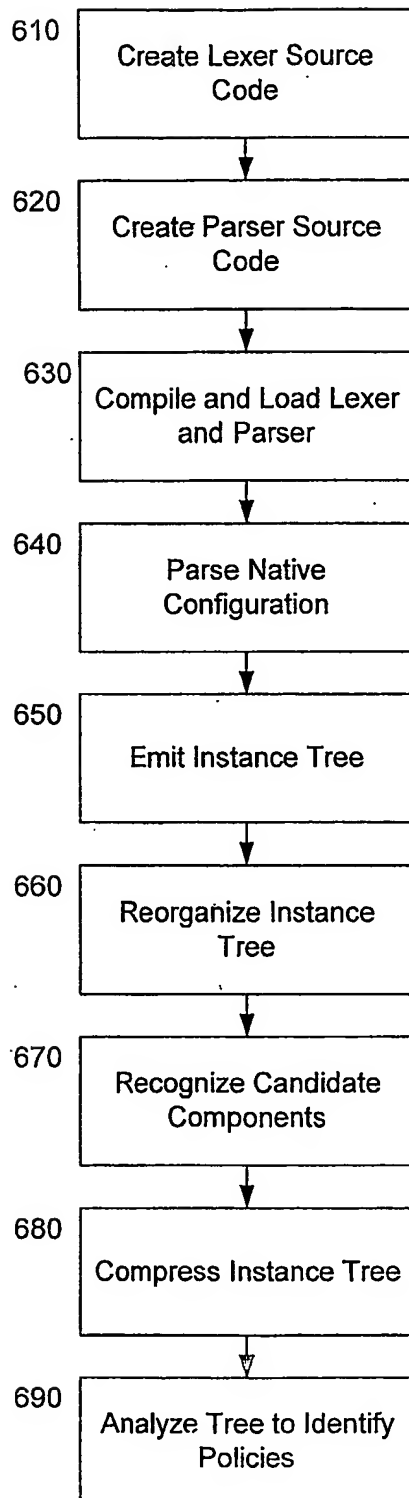 610
Create Lexer Source
Code
620
Create Parser Source
Code
630
Compile and Load Lexer
and Parser
640
Parse Native
Configuration
650
Emit Instance Tree
660
Reorganize Instance
Tree
670
Recognize Candidate
Components
680
Compress Instance Tree
690
Analyze Tree to Identify
Policies